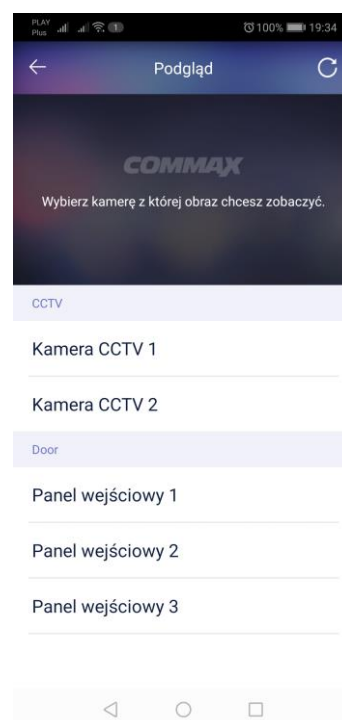 PLAY
Plus
1
100%
19:34
Podgląd
COMMAX
Wybierz kamerę z której obraz chcesz zobaczyć.
CCTV
Kamera CCTV 1
Kamera CCTV 2
Door
Panel wejściowy 1
Panel wejściowy 2
Panel wejściowy 3